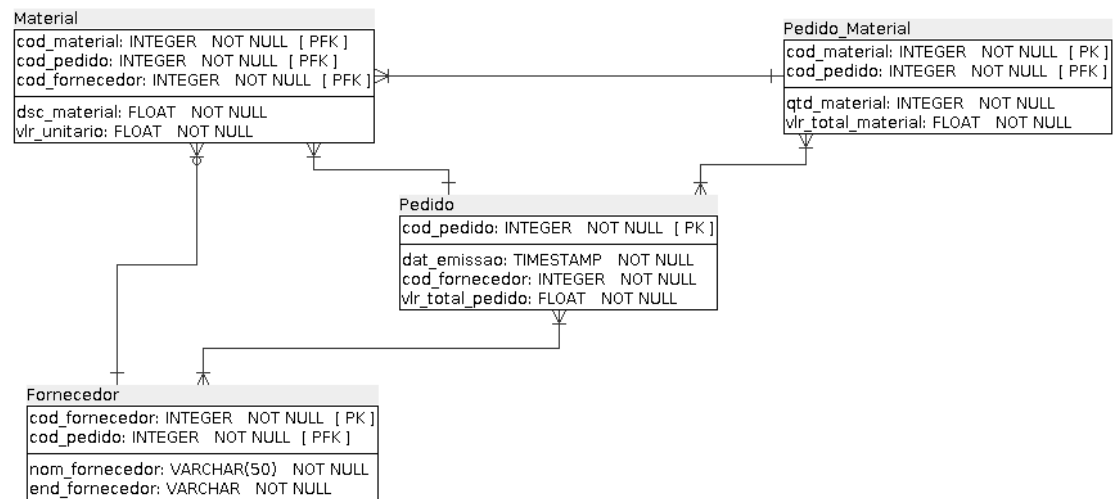 Material
cod_material: INTEGER NOT NULL [ PFK ]
cod_pedido: INTEGER NOT NULL [ PFK ]
cod_fornecedor: INTEGER NOT NULL [ PFK ]
dsc_material: FLOAT NOT NULL
vlr_unitario: FLOAT NOT NULL
Pedido_Material
cod_material: INTEGER NOT NULL [ PK ]
cod_pedido: INTEGER NOT NULL [ PFK ]
qtd_material: INTEGER NOT NULL
vlr_total_material: FLOAT NOT NULL
Pedido
cod_pedido: INTEGER NOT NULL [ PK ]
dat_emissao: TIMESTAMP NOT NULL
cod_fornecedor: INTEGER NOT NULL
vlr_total_pedido: FLOAT NOT NULL
Fornecedor
cod_fornecedor: INTEGER NOT NULL [ PK ]
cod_pedido: INTEGER NOT NULL [ PFK ]
nom_fornecedor: VARCHAR(50) NOT NULL
end_fornecedor: VARCHAR NOT NULL